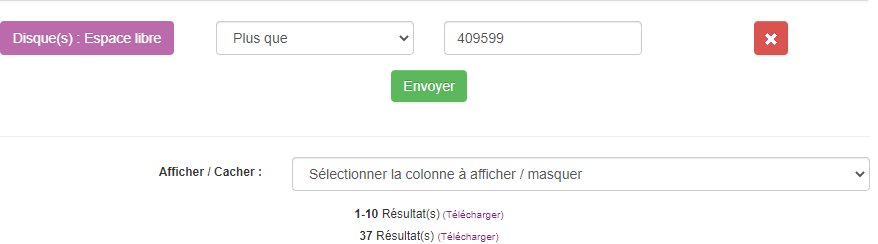 Disque(s) : Espace libre Plus que 409599 ×
Envoyer
Afficher / Cacher : Sélectionner la colonne à afficher / masquer
1-10 Résultat(s) (Télécharger)
37 Résultat(s) (Télécharger)